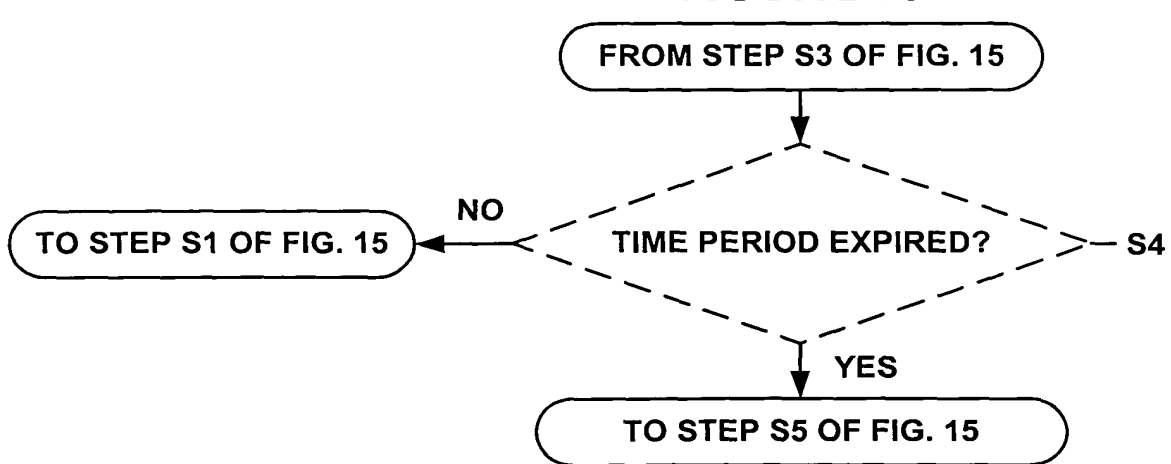 FROM STEP S3 OF FIG. 15
NO
TO STEP S1 OF FIG. 15
TIME PERIOD EXPIRED?
S4
YES
TO STEP S5 OF FIG. 15